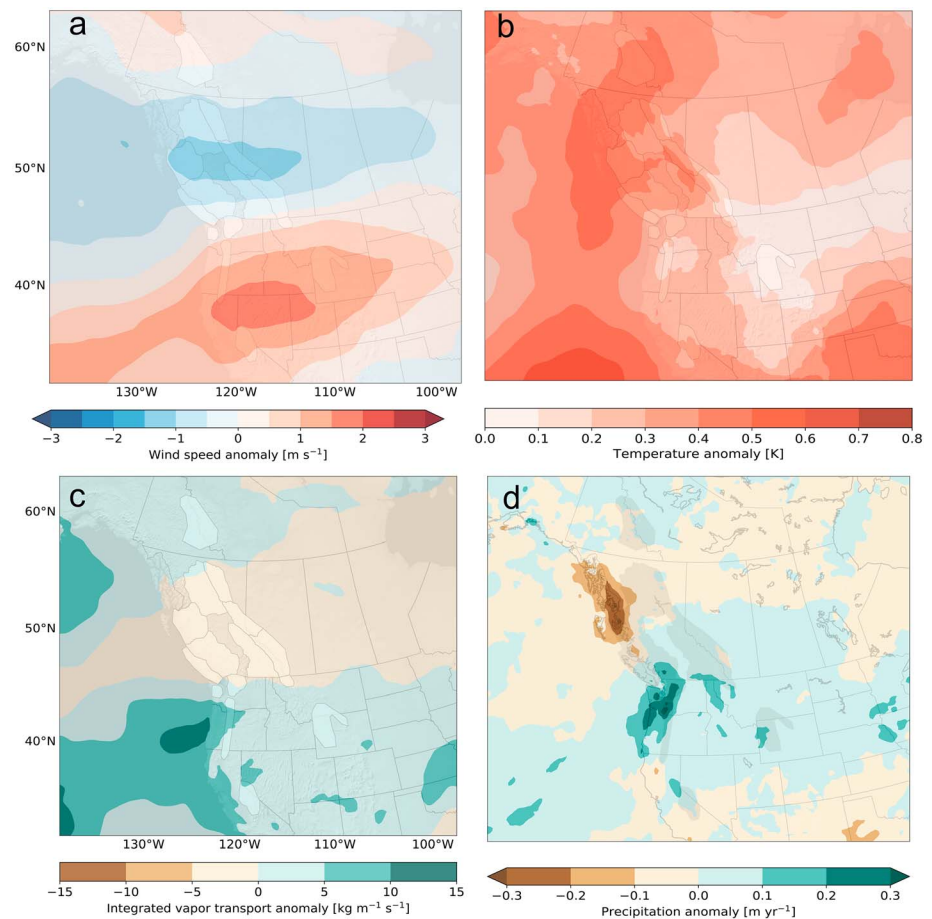 a
60°N
50°N
40°N
130°W 120°W 110°W 100°W
−3 −2 −1 0 1 2 3
Wind speed anomaly [m s⁻¹]
b
0.0 0.1 0.2 0.3 0.4 0.5 0.6 0.7 0.8
Temperature anomaly [K]
c
60°N
50°N
40°N
130°W 120°W 110°W 100°W
−15 −10 −5 0 5 10 15
Integrated vapor transport anomaly [kg m⁻¹ s⁻¹]
d
−0.3 −0.2 −0.1 0.0 0.1 0.2 0.3
Precipitation anomaly [m yr⁻¹]